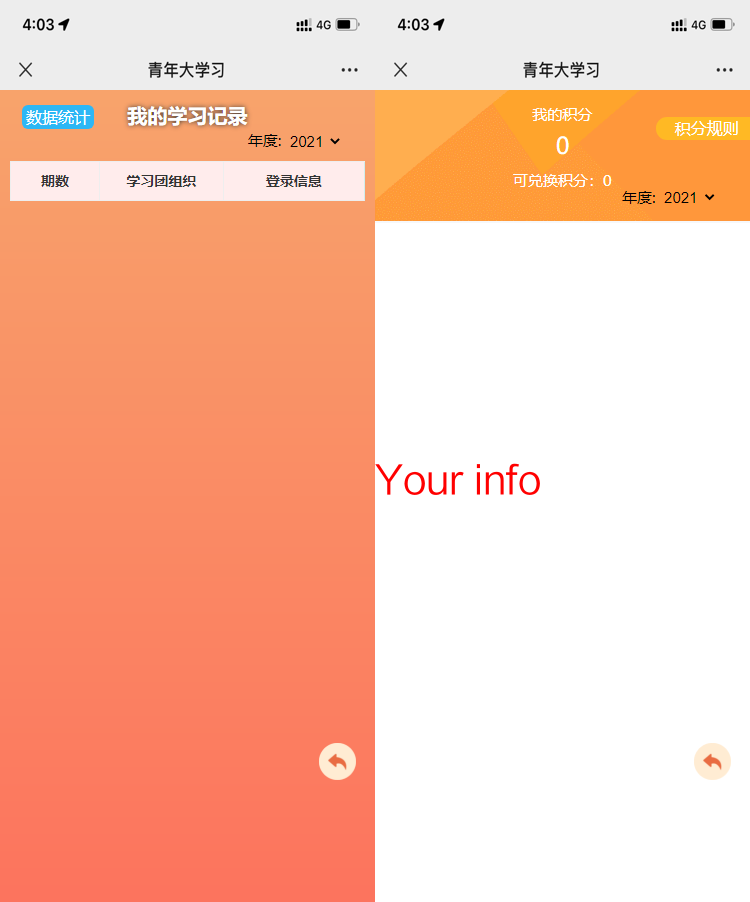 4:03
4G
青年大学习
数据统计
我的学习记录
年度: 2021
期数 学习团组织 登录信息
4:03
4G
青年大学习
我的积分
积分规则
0
可兑换积分：0
年度: 2021
Your info